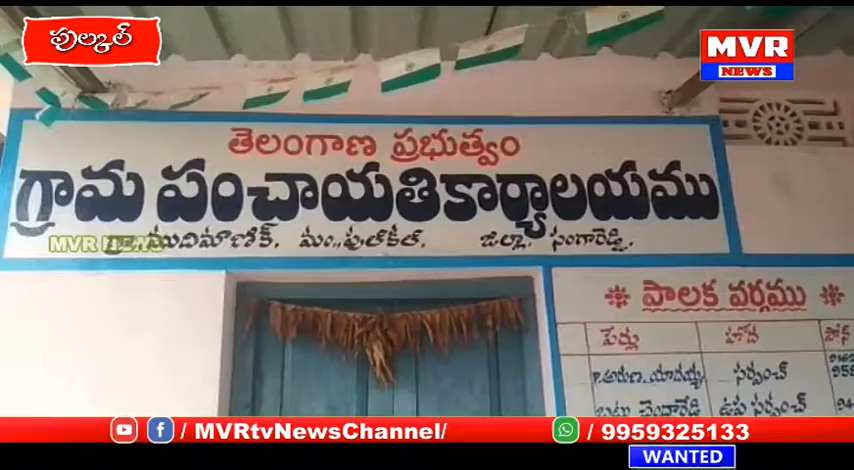 పుల్కల్
MVR
NEWS
తెలంగాణ ప్రభుత్వం
గ్రామ పంచాయతి కార్యాలయము
MVR NEWS
ముదిమాణిక్. మం..పుల్కల్. జిల్లా. సంగారెడ్డి.
పాలక వర్గము
పేర్లు హోదా ఫోన్
సర్పంచ్
ఉప సర్పంచ్
/ MVRtvNewsChannel/ / 9959325133
WANTED